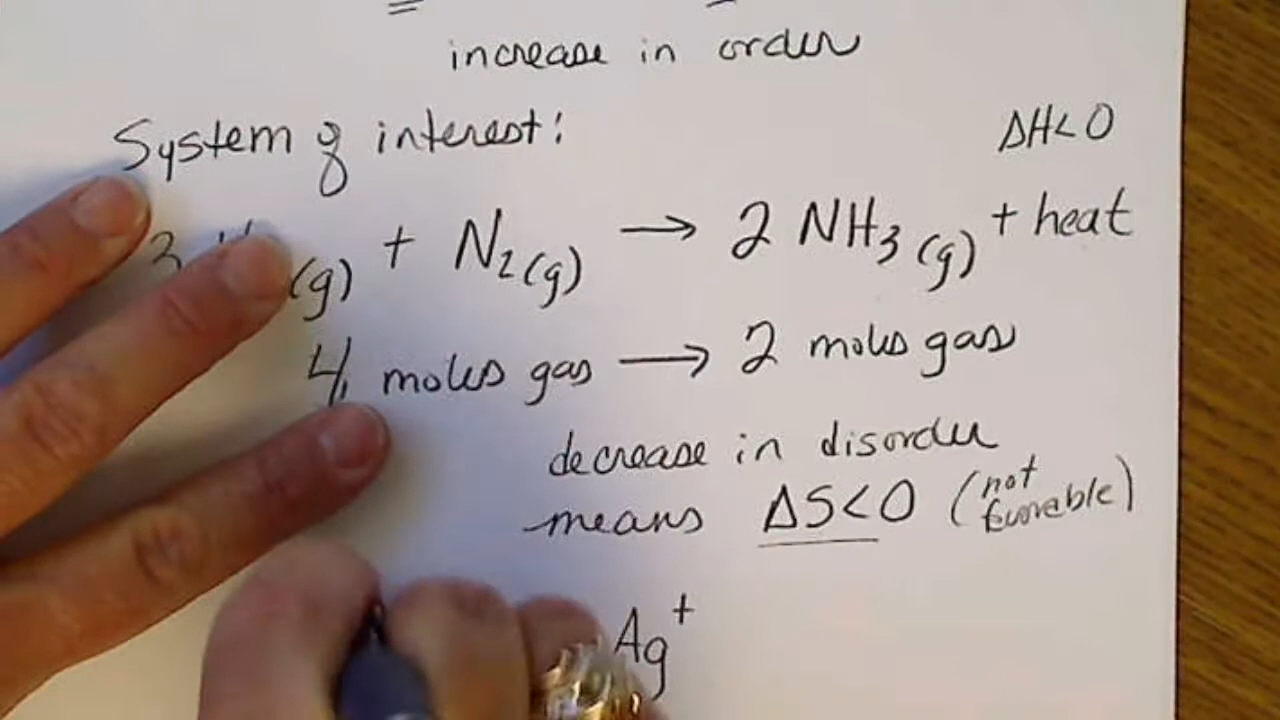 increase in order
System of interest:
ΔH<0
3 (g) + N₂(g) → 2 NH₃(g) + heat
4 moles gas → 2 moles gas
decrease in disorder
means ΔS<0 (not favorable)
Ag⁺